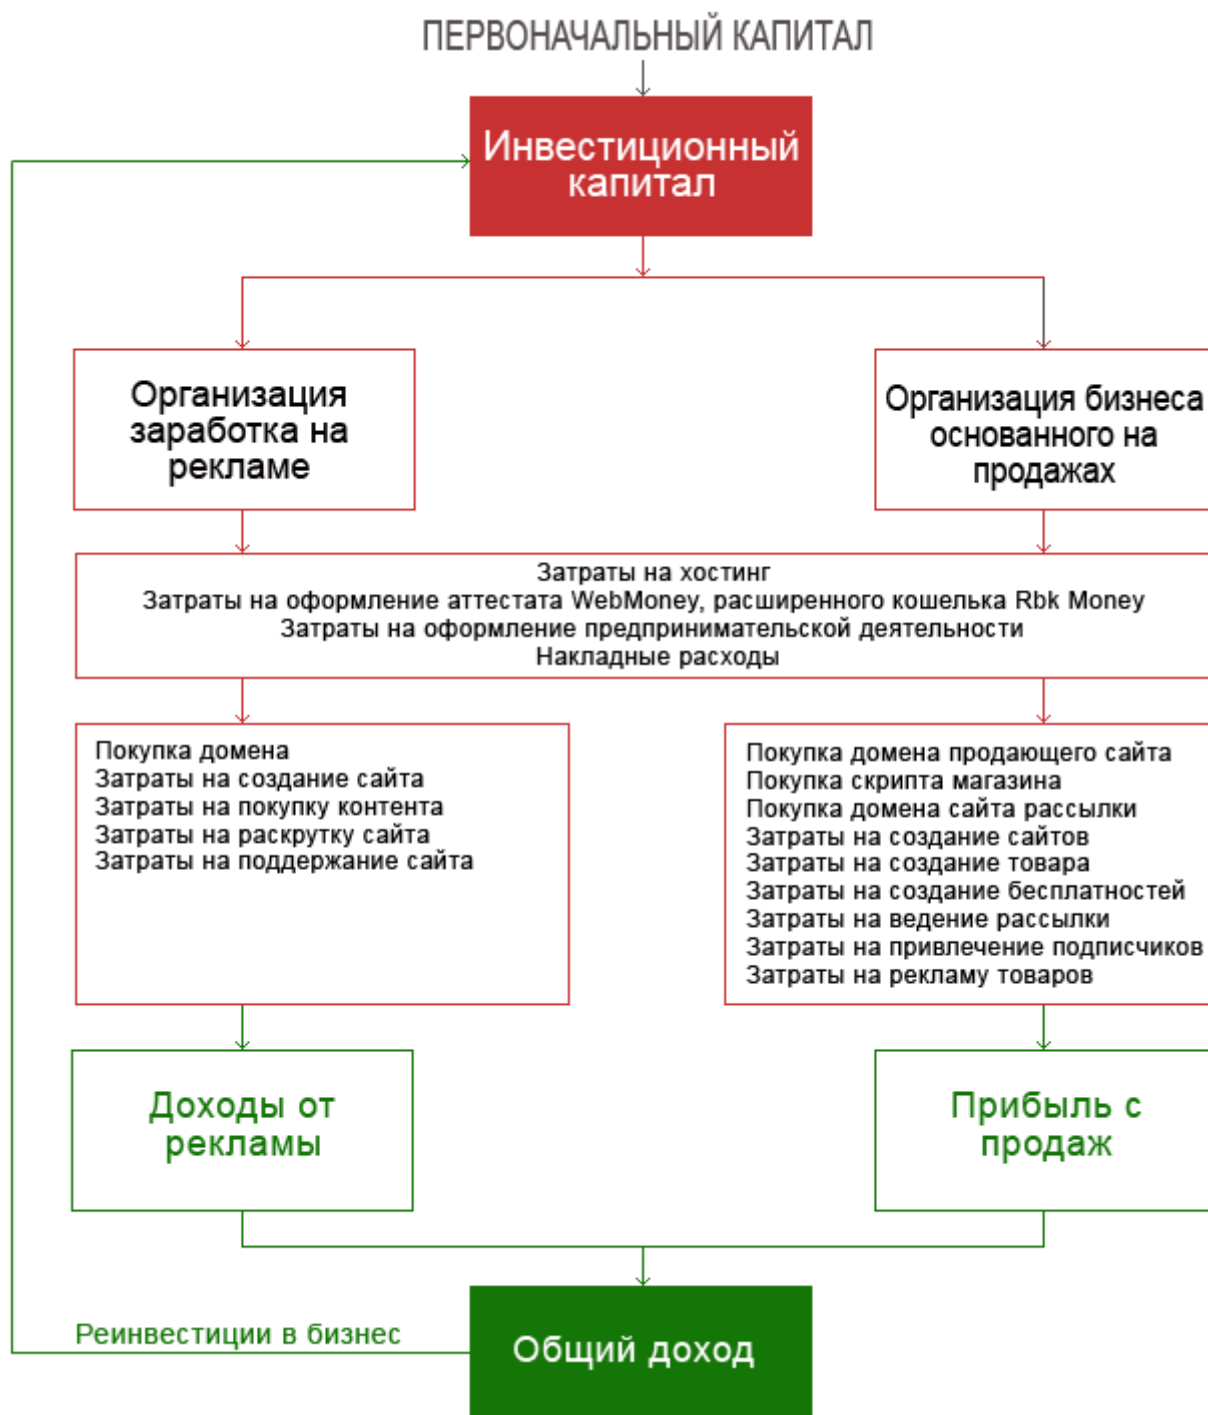 ПЕРВОНАЧАЛЬНЫЙ КАПИТАЛ
Инвестиционный
капитал
Организация
заработка на
рекламе
Организация бизнеса
основанного на
продажах
Затраты на хостинг
Затраты на оформление аттестата WebMoney, расширенного кошелька Rbk Money
Затраты на оформление предпринимательской деятельности
Накладные расходы
Покупка домена
Затраты на создание сайта
Затраты на покупку контента
Затраты на раскрутку сайта
Затраты на поддержание сайта
Покупка домена продающего сайта
Покупка скрипта магазина
Покупка домена сайта рассылки
Затраты на создание сайтов
Затраты на создание товара
Затраты на создание бесплатностей
Затраты на ведение рассылки
Затраты на привлечение подписчиков
Затраты на рекламу товаров
Доходы от
рекламы
Прибыль с
продаж
Реинвестиции в бизнес
Общий доход